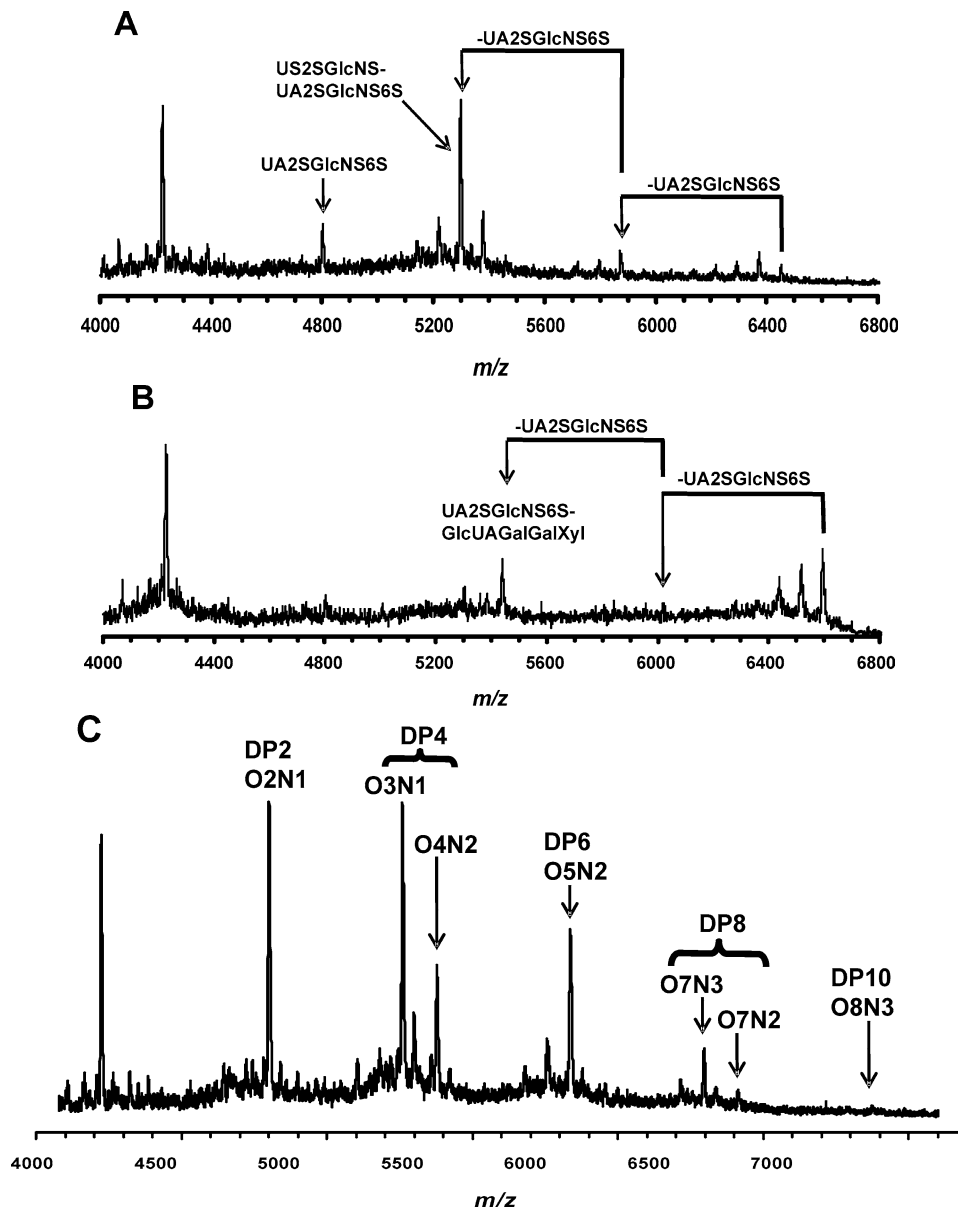 A
-UA2SGlcNS6S
US2SGlcNS-
UA2SGlcNS6S
UA2SGlcNS6S
-UA2SGlcNS6S
4000 4400 4800 5200 5600 6000 6400 6800
m/z
B
-UA2SGlcNS6S
-UA2SGlcNS6S
UA2SGlcNS6S-
GlcUAGalGalXyl
4000 4400 4800 5200 5600 6000 6400 6800
m/z
C
DP2
O2N1
DP4
O3N1
O4N2
DP6
O5N2
DP8
O7N3
O7N2
DP10
O8N3
4000 4500 5000 5500 6000 6500 7000
m/z